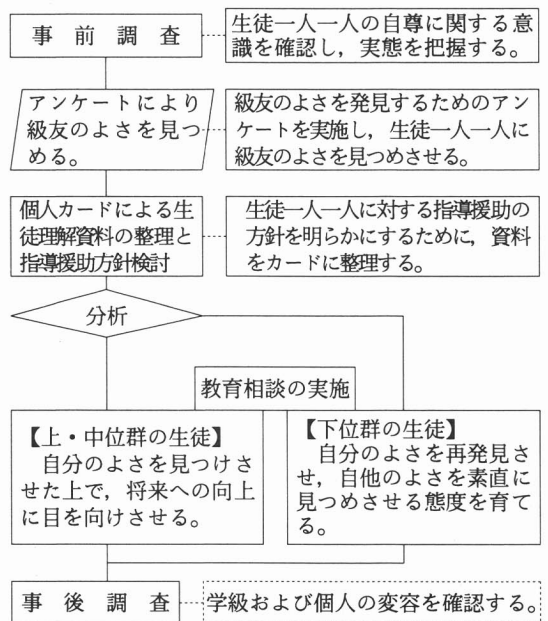 事前調査
生徒一人一人の自尊に関する意
識を確認し，実態を把握する。
アンケートにより
級友のよさを見つ
める。
級友のよさを発見するためのアン
ケートを実施し，生徒一人一人に
級友のよさを見つめさせる。
個人カードによる生
徒理解資料の整理と
指導援助方針検討
生徒一人一人に対する指導援助の
方針を明らかにするために，資料
をカードに整理する。
分析
教育相談の実施
【上・中位群の生徒】
自分のよさを見つけさ
せた上で，将来への向上
に目を向けさせる。
【下位群の生徒】
自分のよさを再発見さ
せ，自他のよさを素直に
見つめさせる態度を育て
る。
事後調査
学級および個人の変容を確認する。